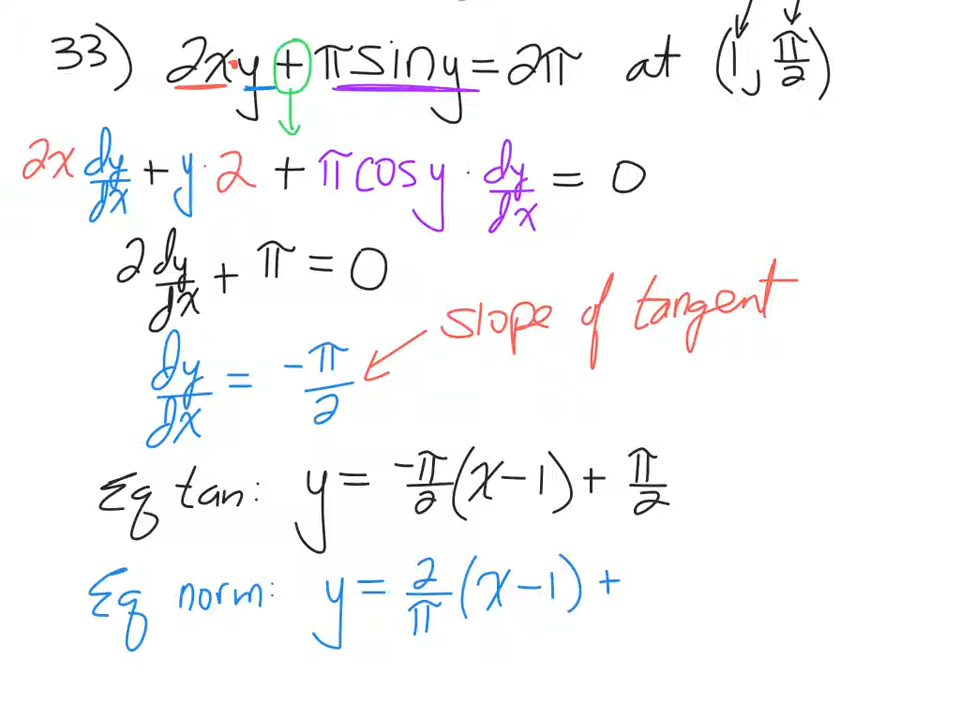 33) 2x·y + πsiny = 2π at (1, π/2)
2x dy/dx + y·2 + πcosy · dy/dx = 0
2 dy/dx + π = 0
dy/dx = -π/2 ← slope of tangent
Eq tan: y = -π/2 (x-1) + π/2
Eq norm: y = 2/π (x-1) +